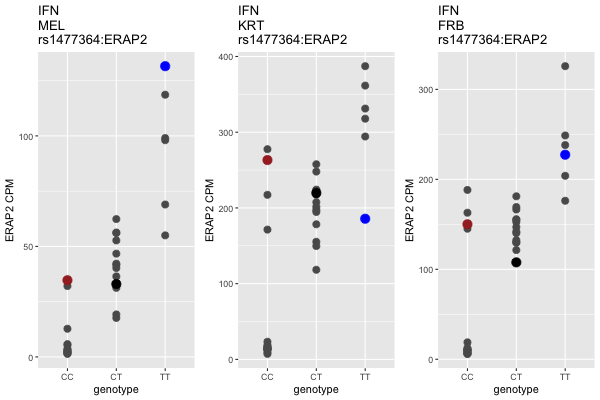 IFN
MEL
rs1477364:ERAP2
ERAP2 CPM
100
50
0
CC CT TT
genotype
IFN
KRT
rs1477364:ERAP2
ERAP2 CPM
400
300
200
100
0
CC CT TT
genotype
IFN
FRB
rs1477364:ERAP2
ERAP2 CPM
300
200
100
0
CC CT TT
genotype